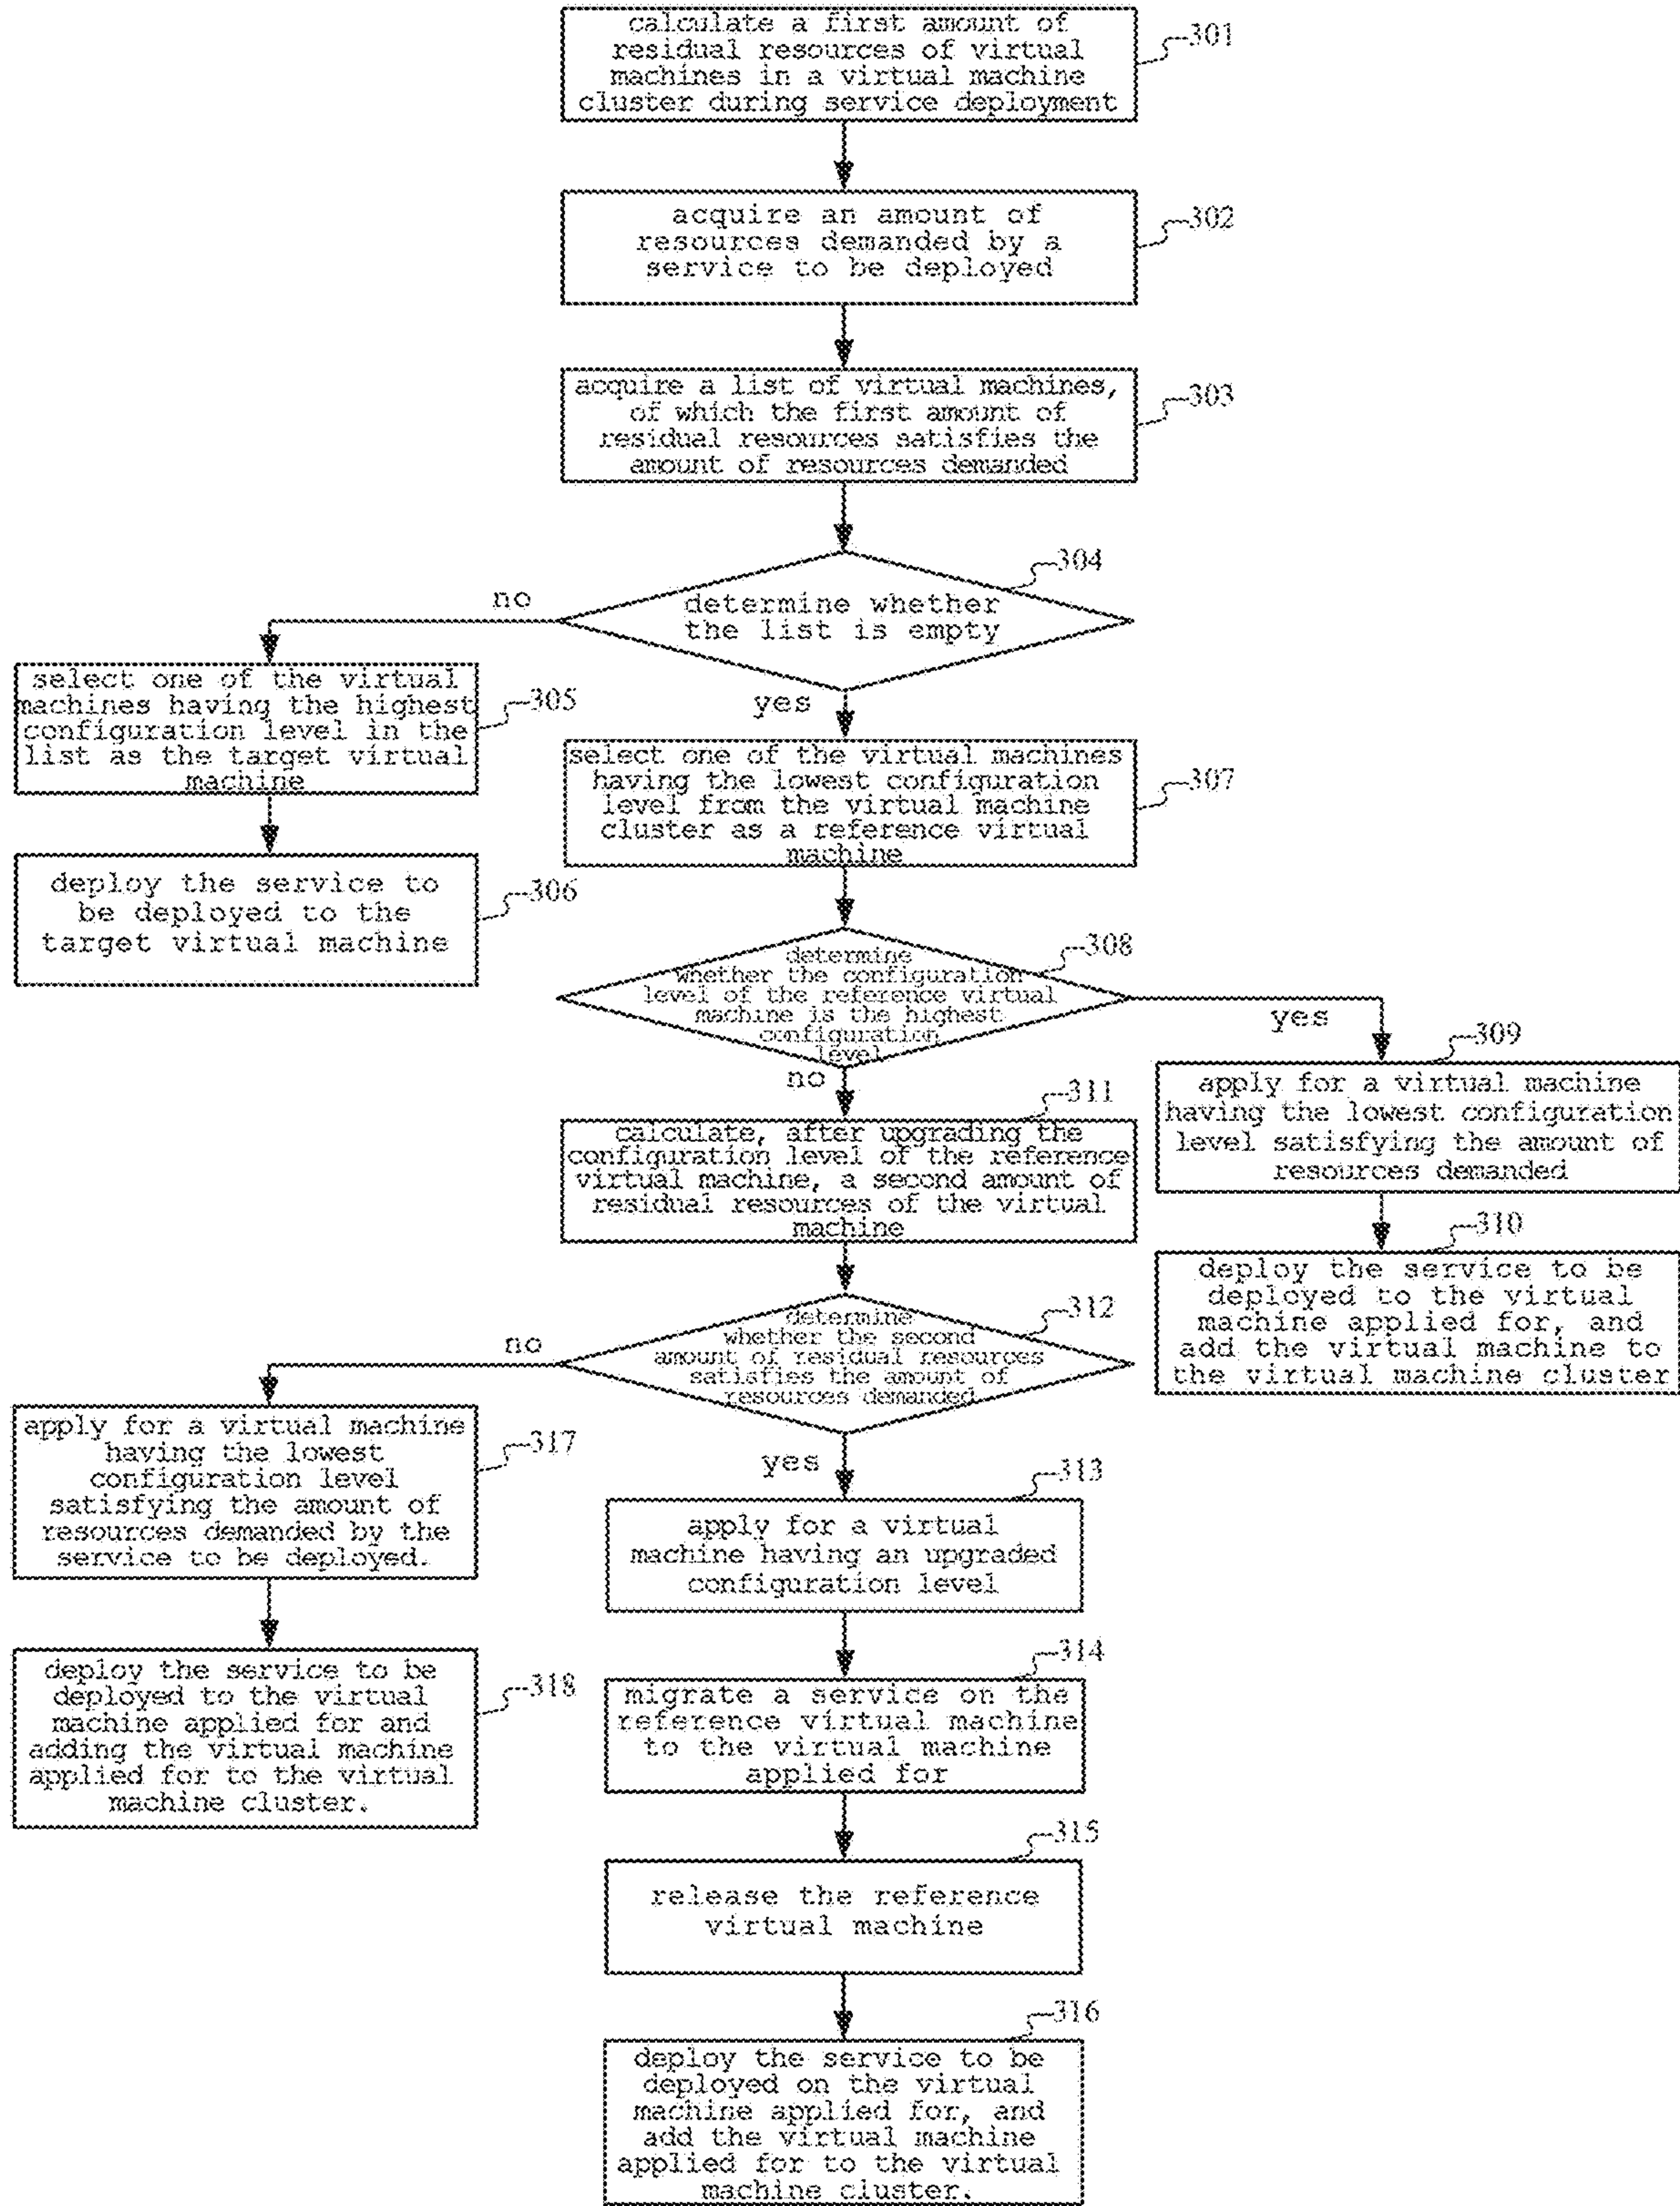 calculate a first amount of
residual resources of virtual
machines in a virtual machine
cluster during service deployment
301
acquire an amount of
resources demanded by a
service to be deployed
302
acquire a list of virtual machines,
of which the first amount of
residual resources satisfies the
amount of resources demanded
303
304
determine whether
the list is empty
no
yes
select one of the virtual
machines having the highest
configuration level in the
list as the target virtual
machine
305
deploy the service to
be deployed to the
target virtual machine
306
select one of the virtual machines
having the lowest configuration
level from the virtual machine
cluster as a reference virtual
machine
307
308
determine
whether the configuration
level of the reference virtual
machine is the highest
configuration
level
yes
no
309
apply for a virtual machine
having the lowest configuration
level satisfying the amount of
resources demanded
310
deploy the service to be
deployed to the virtual
machine applied for, and
add the virtual machine to
the virtual machine cluster
311
calculate, after upgrading the
configuration level of the reference
virtual machine, a second amount of
residual resources of the virtual
machine
312
determine
whether the second
amount of residual resources
satisfies the amount of
resources demanded
no
yes
apply for a virtual machine
having the lowest
configuration level
satisfying the amount of
resources demanded by the
service to be deployed.
317
deploy the service to be
deployed to the virtual
machine applied for and
adding the virtual machine
applied for to the virtual
machine cluster.
318
313
apply for a virtual
machine having an upgraded
configuration level
314
migrate a service on the
reference virtual machine
to the virtual machine
applied for
315
release the reference
virtual machine
316
deploy the service to be
deployed on the virtual
machine applied for, and
add the virtual machine
applied for to the virtual
machine cluster.